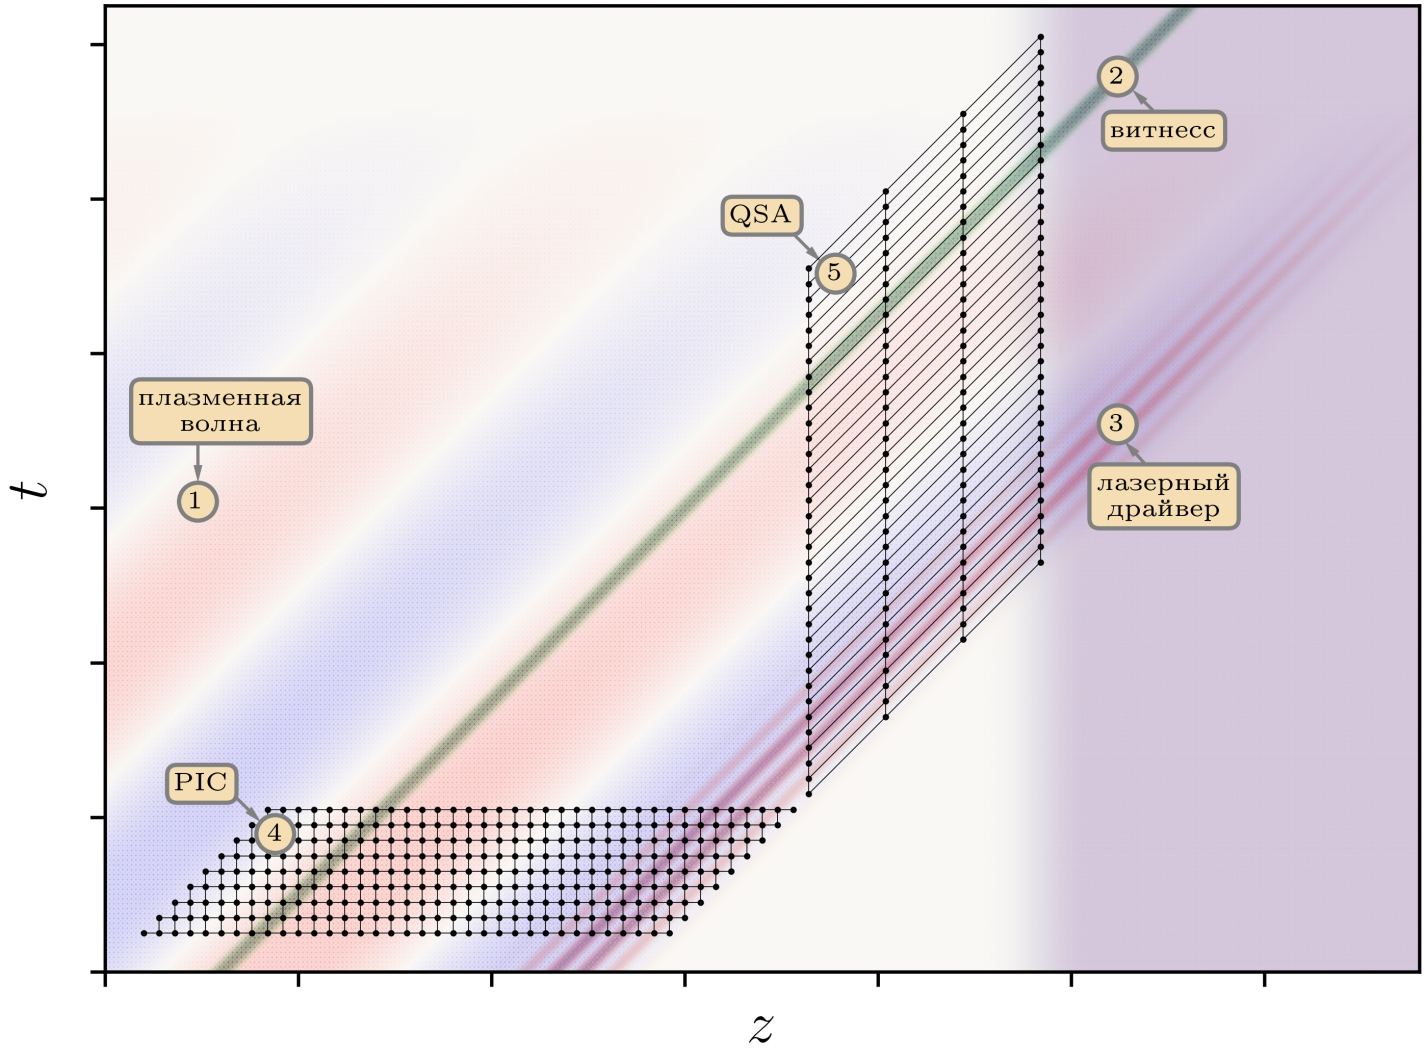 2
витнесс
QSA
5
плазменная
волна
1
3
лазерный
драйвер
PIC
4
t
z